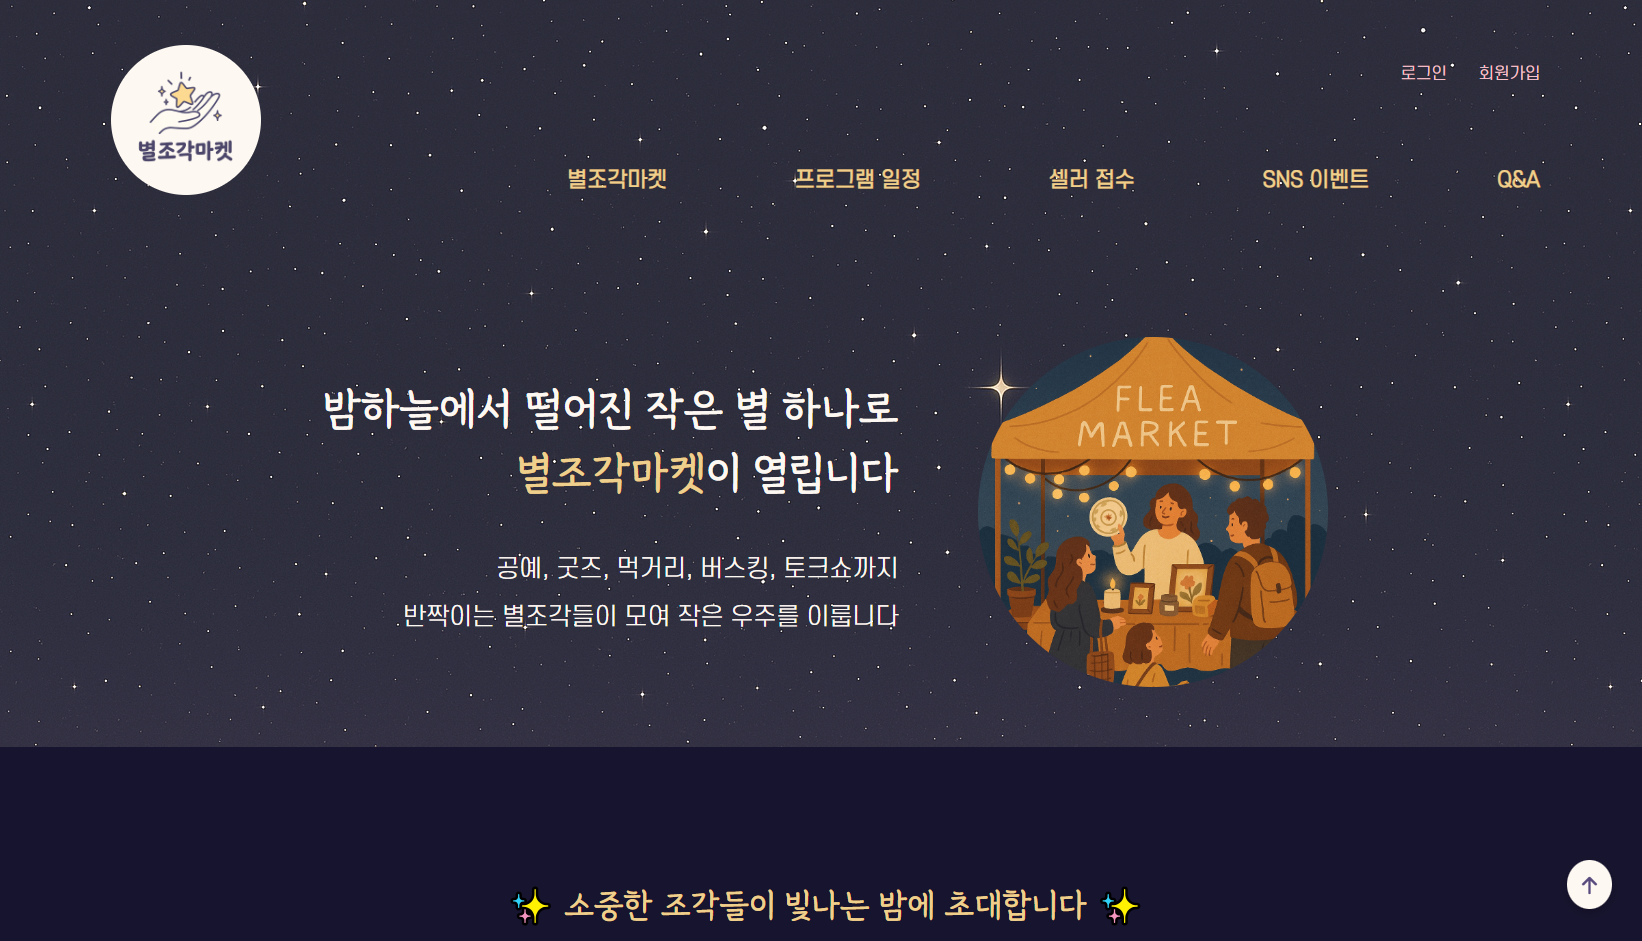 별조각마켓
로그인 회원가입
별조각마켓 프로그램 일정 셀러 접수 SNS 이벤트 Q&A
밤하늘에서 떨어진 작은 별 하나로
별조각마켓이 열립니다
공예, 굿즈, 먹거리, 버스킹, 토크쇼까지
반짝이는 별조각들이 모여 작은 우주를 이룹니다
FLEA
MARKET
✨ 소중한 조각들이 빛나는 밤에 초대합니다 ✨